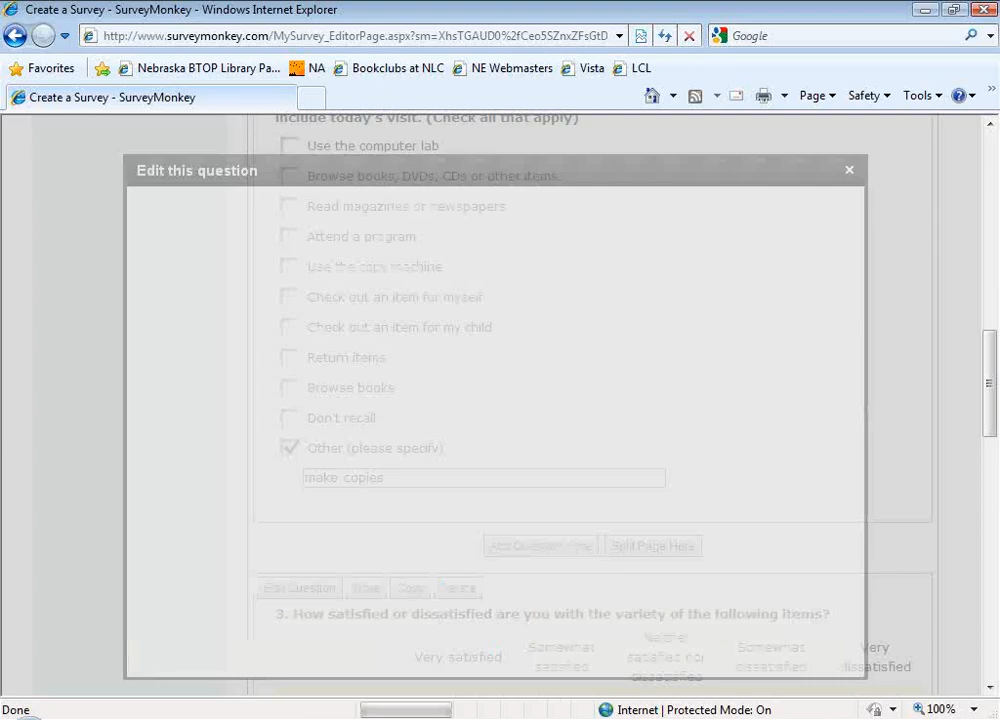 Create a Survey - SurveyMonkey - Windows Internet Explorer
http://www.surveymonkey.com/MySurvey_EditorPage.aspx?sm=XhsTGAUD0%2fCeo5SZnxZFsGtD
Google
Favorites
Nebraska BTOP Library Pa...
NA
Bookclubs at NLC
NE Webmasters
Vista
LCL
Create a Survey - SurveyMonkey
Page
Safety
Tools
include today's visit. (Check all that apply)
Use the computer lab
Edit this question
Browse books, DVDs, CDs or other items.
Read magazines or newspapers
Attend a program
Use the copy machine
Check out an item for myself
Check out an item for my child
Return items
Browse books
Don't recall
Other (please specify)
make copies
Add Question Here
Split Page Here
Edit Question
Move
Copy
Delete
3. How satisfied or dissatisfied are you with the variety of the following items?
Very satisfied
Somewhat satisfied
Neither satisfied nor dissatisfied
Somewhat dissatisfied
Very dissatisfied
Done
Internet | Protected Mode: On
100%